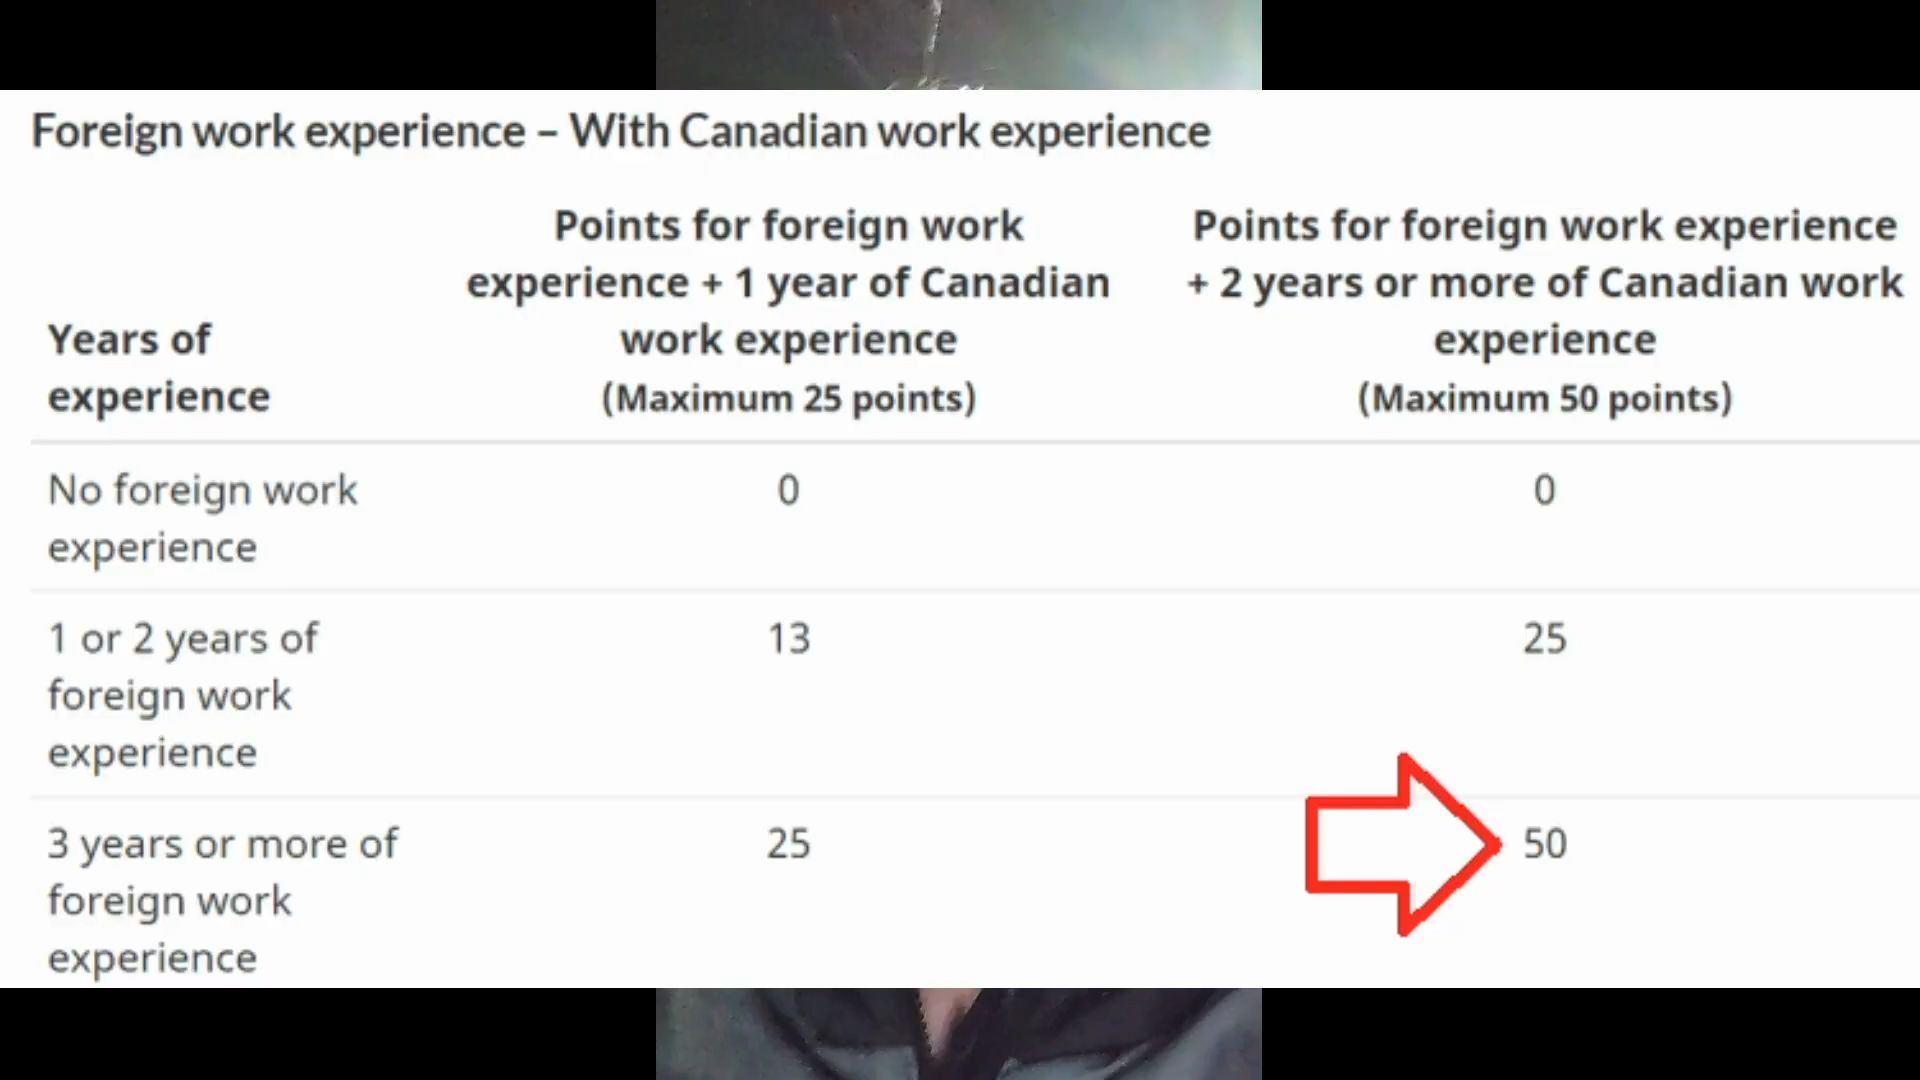 Foreign work experience – With Canadian work experience
Years of
experience
Points for foreign work
experience + 1 year of Canadian
work experience
(Maximum 25 points)
Points for foreign work experience
+ 2 years or more of Canadian work
experience
(Maximum 50 points)
No foreign work
experience
0
0
1 or 2 years of
foreign work
experience
13
25
3 years or more of
foreign work
experience
25
50